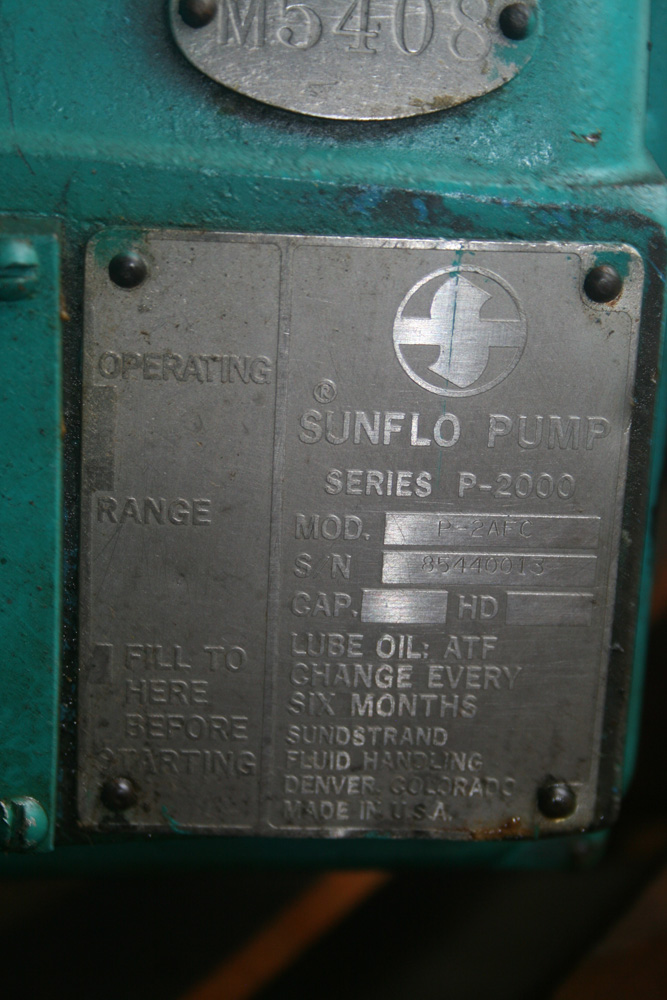 M5408
OPERATING
RANGE
FILL TO
HERE
BEFORE
STARTING
®
SUNFLO PUMP
SERIES P-2000
MOD. P-2AFC
S N 85440013
CAP. HD
LUBE OIL: ATF
CHANGE EVERY
SIX MONTHS
SUNDSTRAND
FLUID HANDLING
DENVER, COLORADO
MADE IN U.S.A.